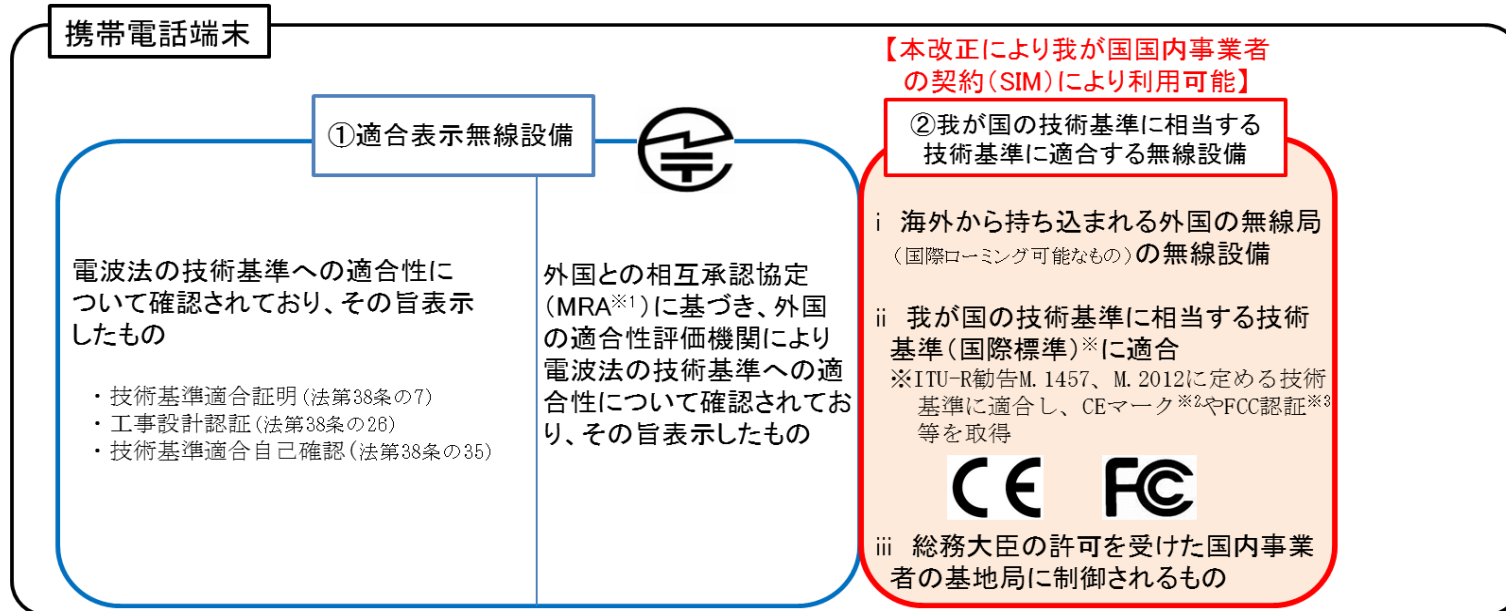 携帯電話端末
【本改正により我が国国内事業者
の契約(SIM)により利用可能】
①適合表示無線設備
電波法の技術基準への適合性に
ついて確認されており、その旨表示
したもの
・技術基準適合証明(法第38条の7)
・工事設計認証(法第38条の26)
・技術基準適合自己確認(法第38条の35)
外国との相互承認協定
(MRA※1)に基づき、外国
の適合性評価機関により
電波法の技術基準への適
合性について確認されてお
り、その旨表示したもの
②我が国の技術基準に相当する
技術基準に適合する無線設備
ⅰ 海外から持ち込まれる外国の無線局
(国際ローミング可能なもの)の無線設備
ⅱ 我が国の技術基準に相当する技術
基準(国際標準)※に適合
※ITU-R勧告M.1457、M.2012に定める技術
基準に適合し、CEマーク※2やFCC認証※3
等を取得
CE FC
ⅲ 総務大臣の許可を受けた国内事業
者の基地局に制御されるもの